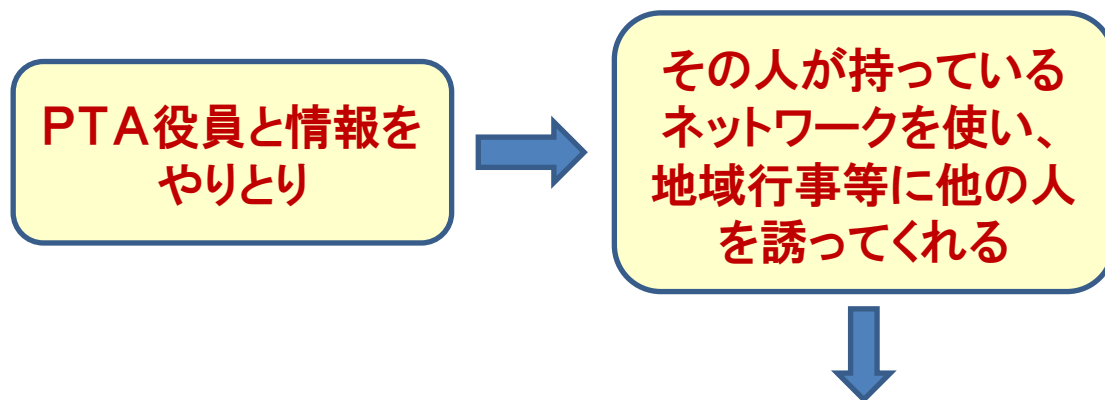 PTA役員と情報を
やりとり
その人が持っている
ネットワークを使い、
地域行事等に他の人
を誘ってくれる